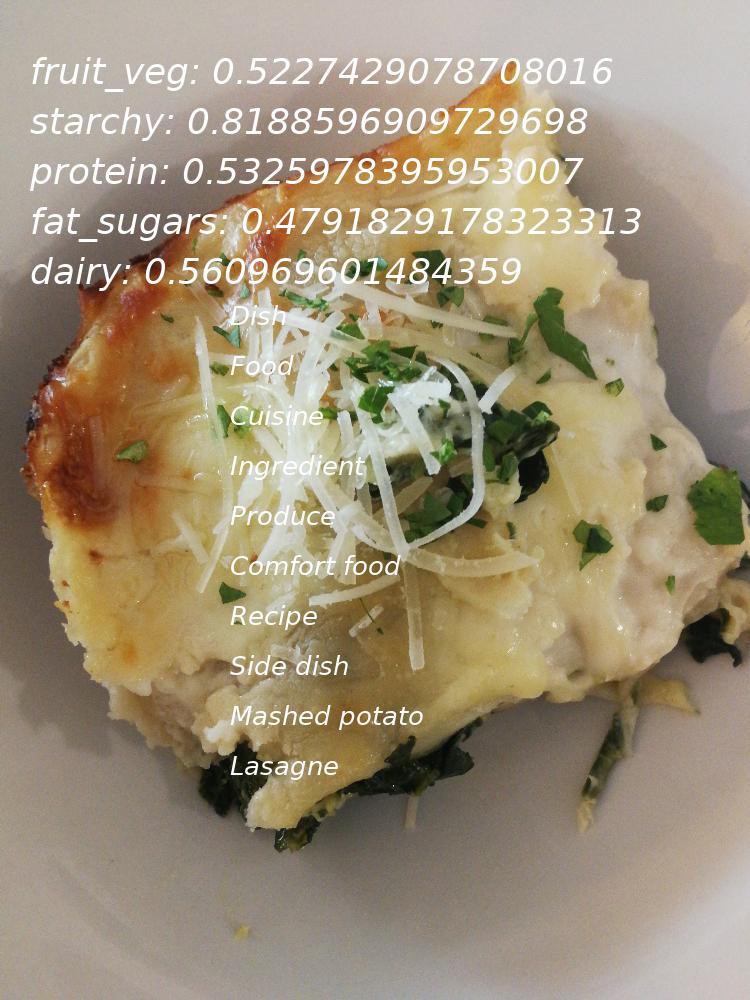 fruit_veg: 0.5227429078708016
starchy: 0.8188596909729698
protein: 0.5325978395953007
fat_sugars: 0.4791829178323313
dairy: 0.560969601484359
Dish
Food
Cuisine
Ingredient
Produce
Comfort food
Recipe
Side dish
Mashed potato
Lasagne